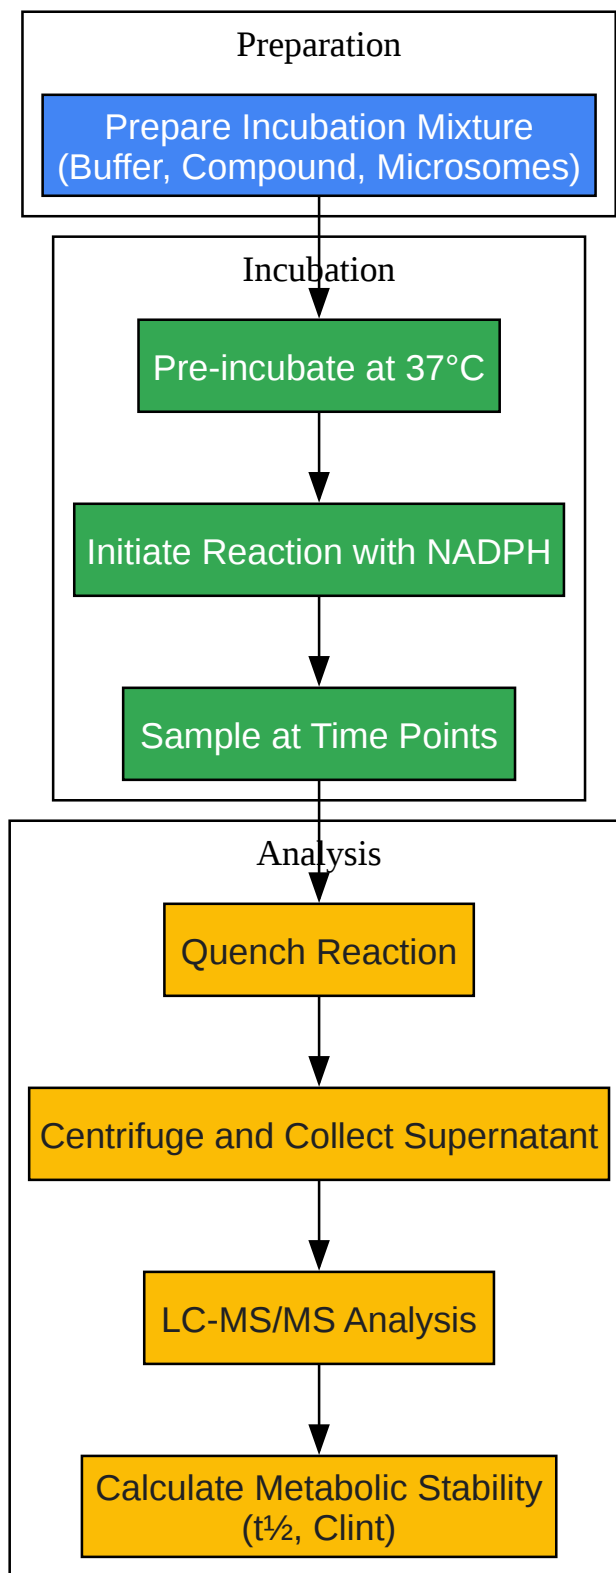 Preparation
Prepare Incubation Mixture
(Buffer, Compound, Microsomes)
Incubation
Pre-incubate at 37°C
Initiate Reaction with NADPH
Sample at Time Points
Analysis
Quench Reaction
Centrifuge and Collect Supernatant
LC-MS/MS Analysis
Calculate Metabolic Stability
(t½, Clint)